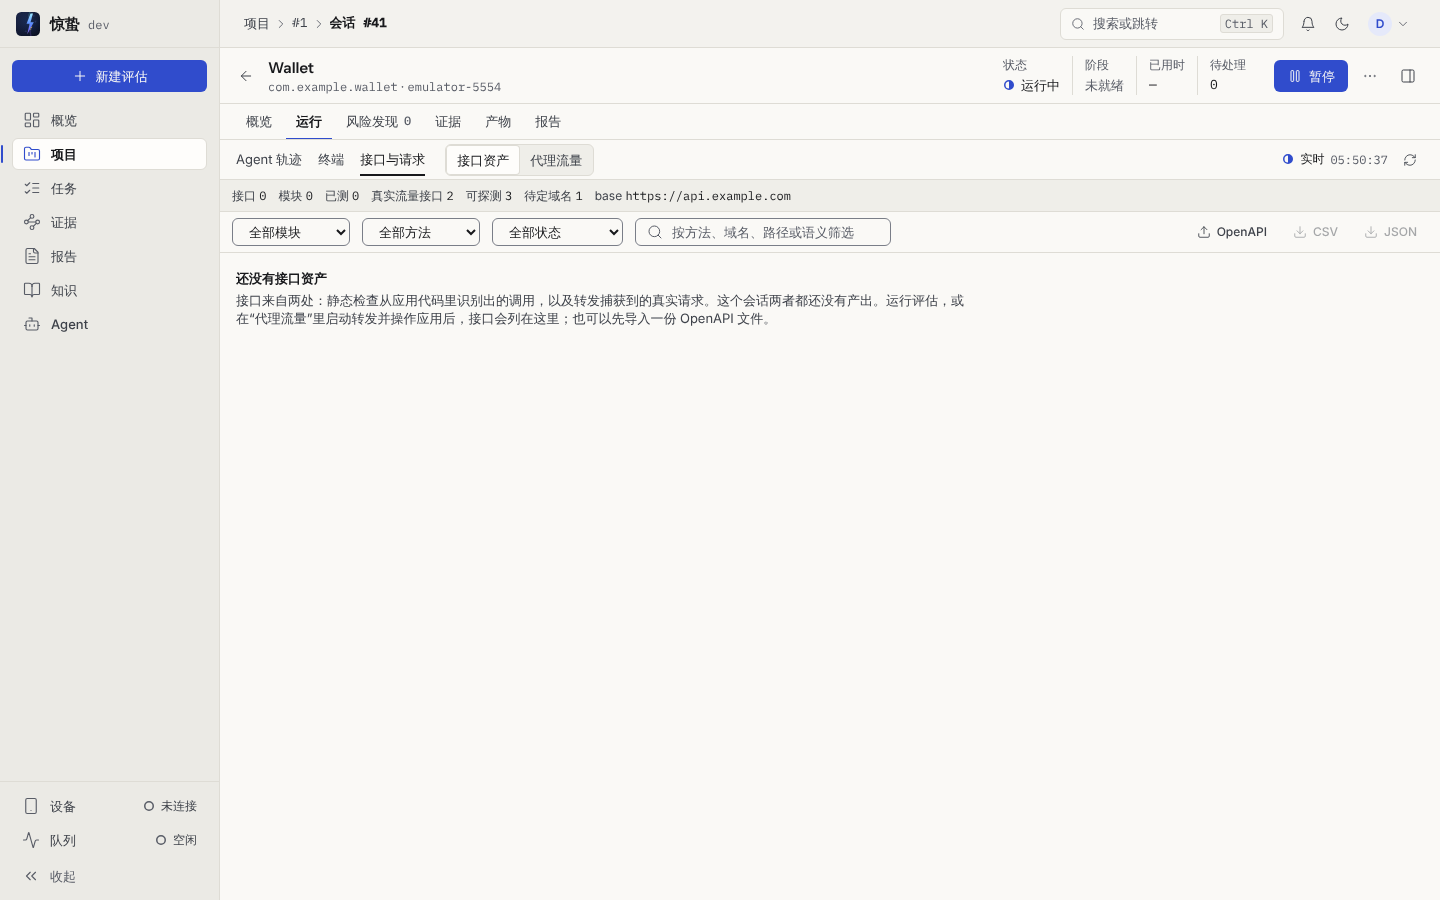 惊蛰 dev
项目 > #1 > 会话 #41
搜索或跳转 Ctrl K
D
新建评估
概览
项目
任务
证据
报告
知识
Agent
设备 未连接
队列 空闲
收起
Wallet
com.example.wallet · emulator-5554
状态 阶段 已用时 待处理
运行中 未就绪 — 0
暂停
概览 运行 风险发现 0 证据 产物 报告
Agent 轨迹 终端 接口与请求 接口资产 代理流量
实时 05:50:37
接口 0 模块 0 已测 0 真实流量接口 2 可探测 3 待定域名 1 base https://api.example.com
全部模块 全部方法 全部状态 按方法、域名、路径或语义筛选
OpenAPI CSV JSON
还没有接口资产
接口来自两处：静态检查从应用代码里识别出的调用，以及转发捕获到的真实请求。这个会话两者都还没有产出。运行评估，或
在“代理流量”里启动转发并操作应用后，接口会列在这里；也可以先导入一份 OpenAPI 文件。